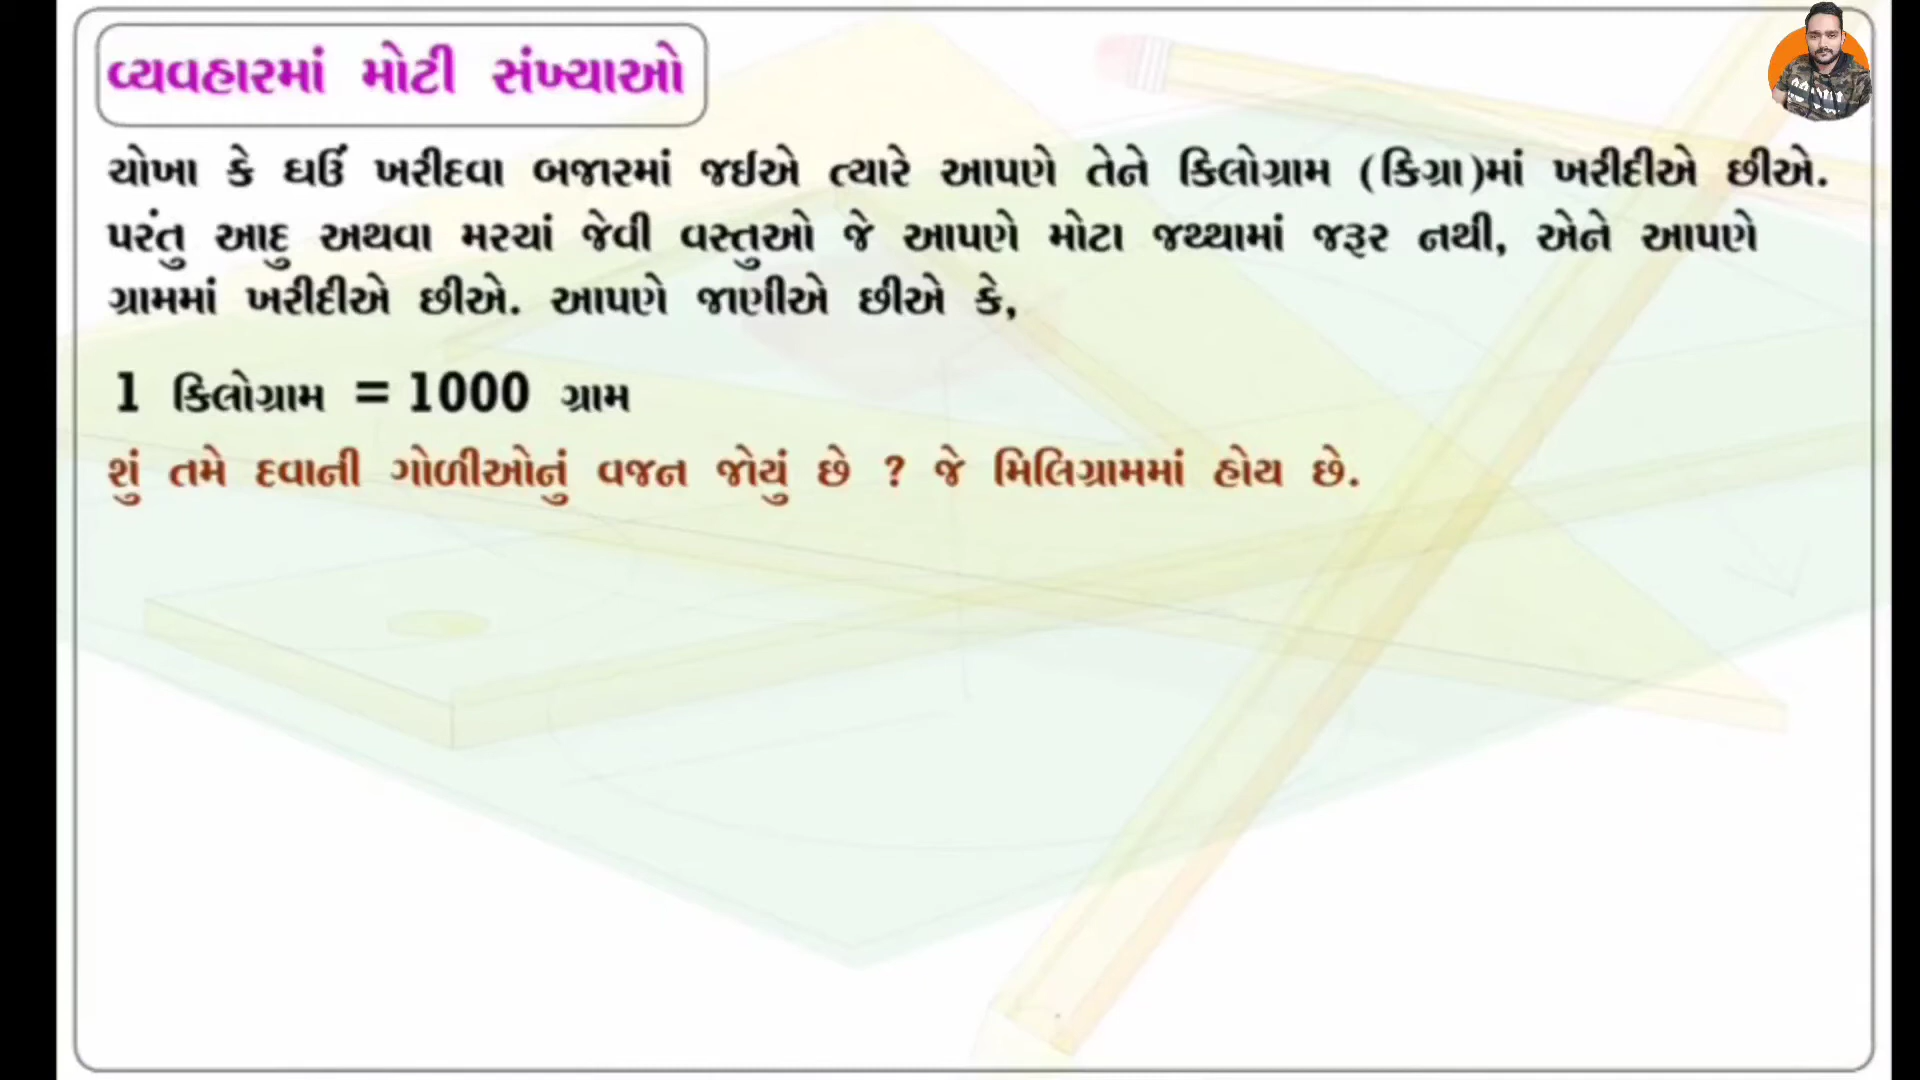 વ્યવહારમાં મોટી સંખ્યાઓ
ચોખા કે ઘઉં ખરીદવા બજારમાં જઈએ ત્યારે આપણે તેને કિલોગ્રામ (કિગ્રા)માં ખરીદીએ છીએ.
પરંતુ આદુ અથવા મરચાં જેવી વસ્તુઓ જે આપણે મોટા જથ્થામાં જરૂર નથી, એને આપણે
ગ્રામમાં ખરીદીએ છીએ. આપણે જાણીએ છીએ કે,
1 કિલોગ્રામ = 1000 ગ્રામ
શું તમે દવાની ગોળીઓનું વજન જોયું છે ? જે મિલિગ્રામમાં હોય છે.